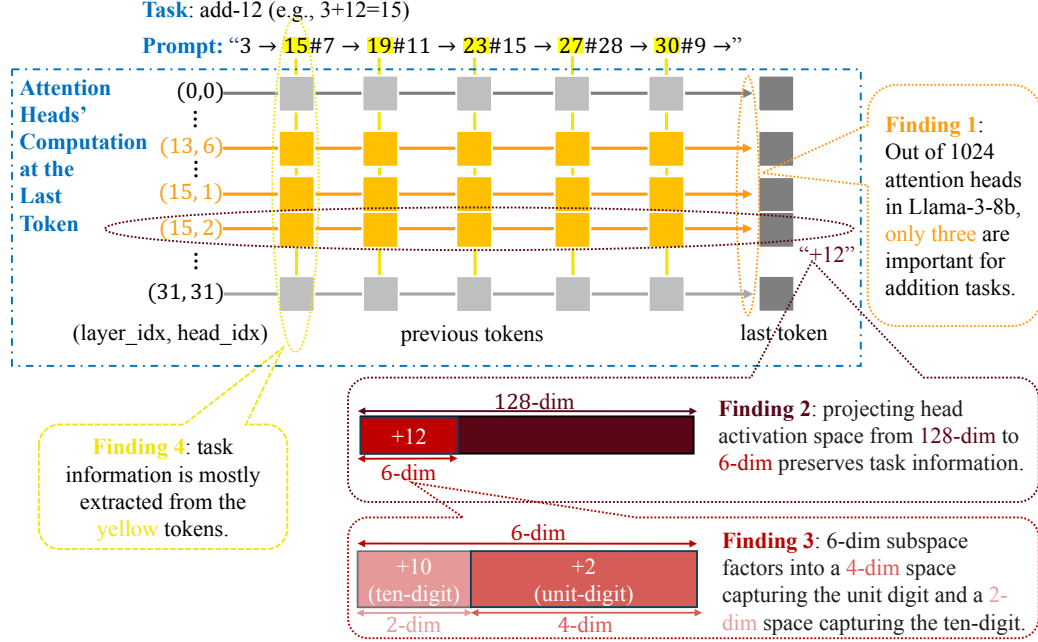 Task: add-12 (e.g., 3+12=15)
Prompt: “3 → 15#7 → 19#11 → 23#15 → 27#28 → 30#9 →”
Attention
Heads’
Computation
at the
Last
Token
(0,0)
⋮
(13, 6)
⋮
(15, 1)
(15, 2)
⋮
(31, 31)
“+12”
(layer_idx, head_idx)
previous tokens
last token
Finding 1:
Out of 1024
attention heads
in Llama-3-8b,
only three are
important for
addition tasks.
Finding 4: task
information is mostly
extracted from the
yellow tokens.
128-dim
+12
6-dim
Finding 2: projecting head
activation space from 128-dim to
6-dim preserves task information.
6-dim
+10
(ten-digit)
+2
(unit-digit)
2-dim
4-dim
Finding 3: 6-dim subspace
factors into a 4-dim space
capturing the unit digit and a 2-
dim space capturing the ten-digit.